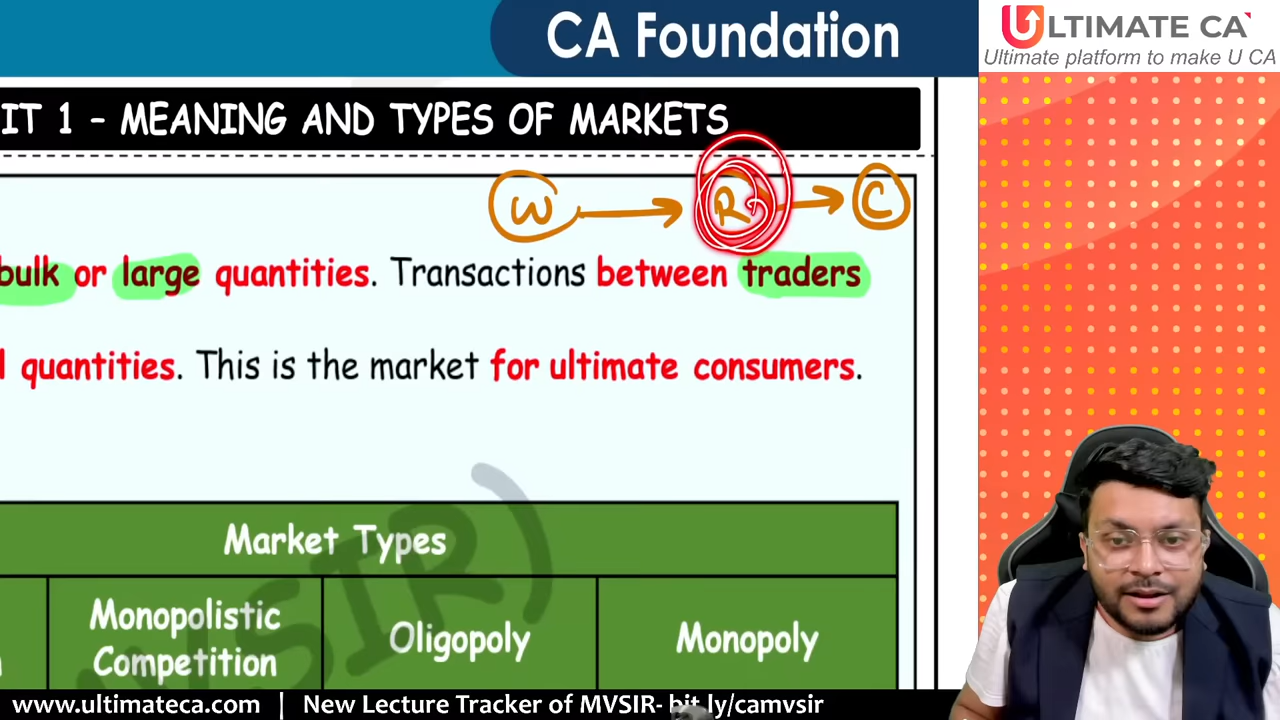 CA Foundation
ULTIMATE CA
Ultimate platform to make U CA
IT 1 – MEANING AND TYPES OF MARKETS
W R C
bulk or large quantities. Transactions between traders
l quantities. This is the market for ultimate consumers.
SIR)
Market Types
Monopolistic
Competition
Oligopoly
Monopoly
www.ultimateca.com | New Lecture Tracker of MVSIR- bit.ly/camvsir